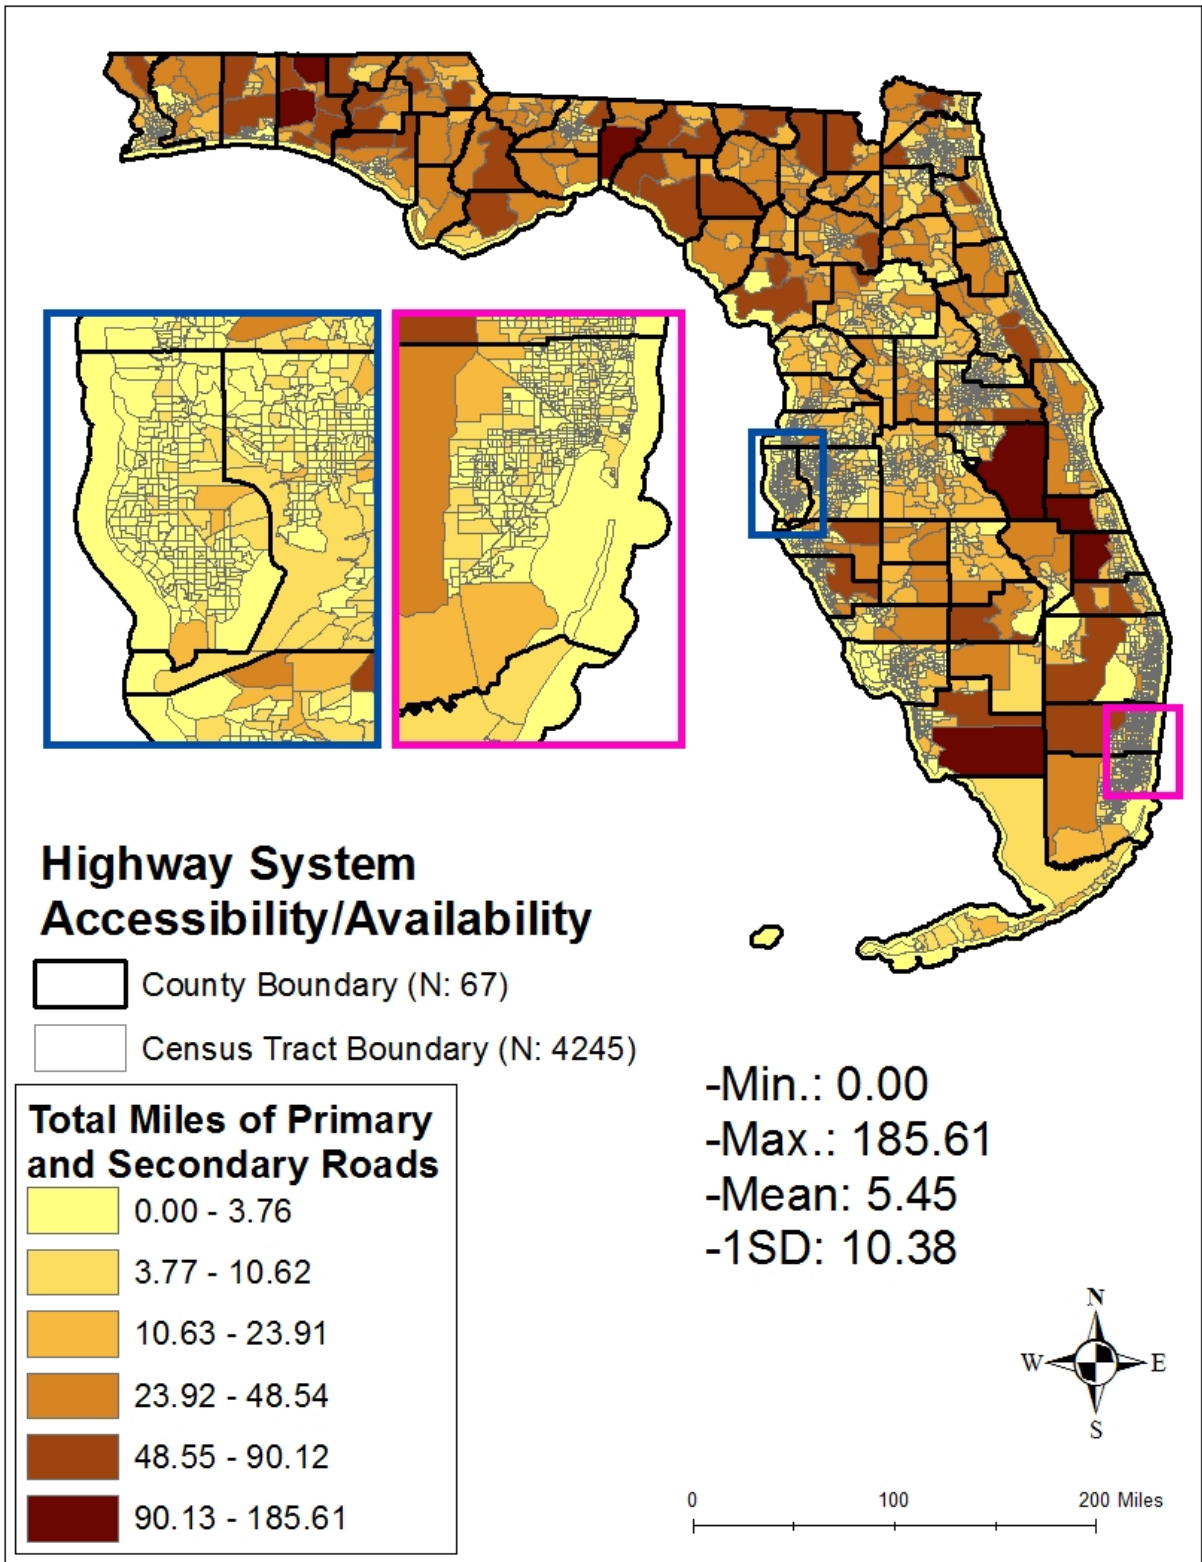 Highway System
Accessibility/Availability
County Boundary (N: 67)
Census Tract Boundary (N: 4245)
Total Miles of Primary
and Secondary Roads
0.00 - 3.76
3.77 - 10.62
10.63 - 23.91
23.92 - 48.54
48.55 - 90.12
90.13 - 185.61
-Min.: 0.00
-Max.: 185.61
-Mean: 5.45
-1SD: 10.38
N
W E
S
0 100 200 Miles